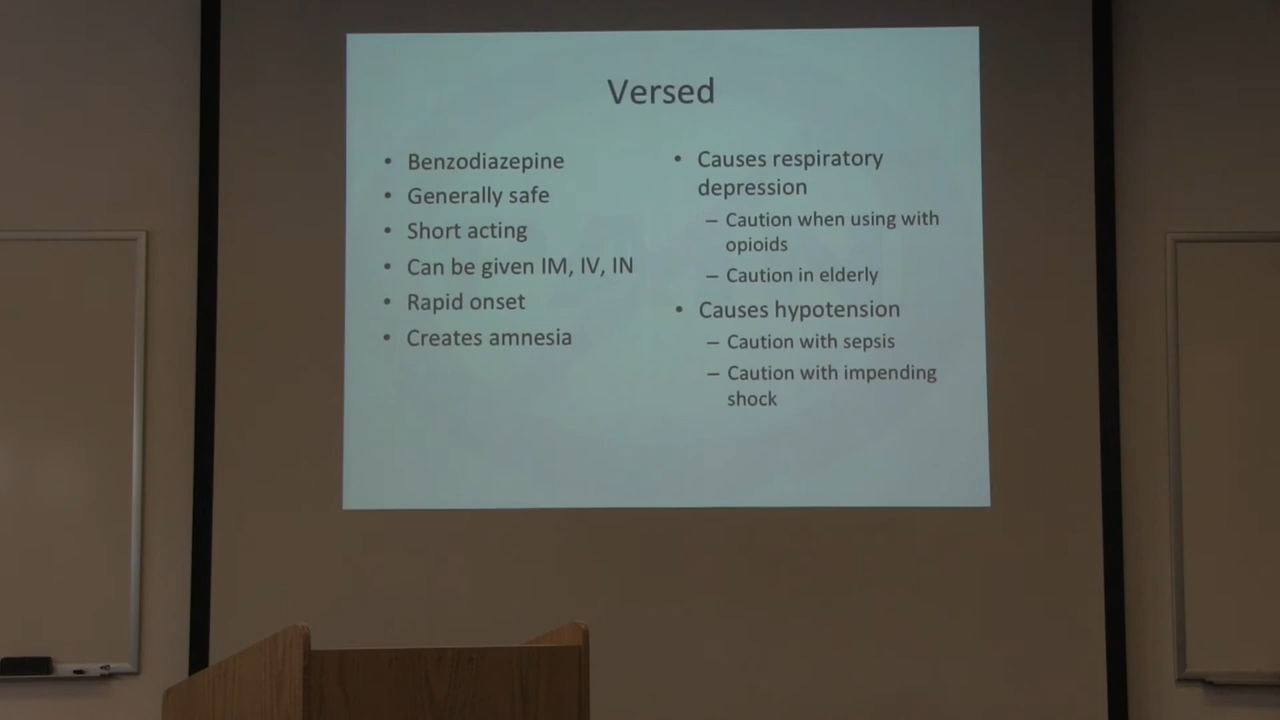 Versed
• Benzodiazepine
• Generally safe
• Short acting
• Can be given IM, IV, IN
• Rapid onset
• Creates amnesia
• Causes respiratory
depression
– Caution when using with
opioids
– Caution in elderly
• Causes hypotension
– Caution with sepsis
– Caution with impending
shock